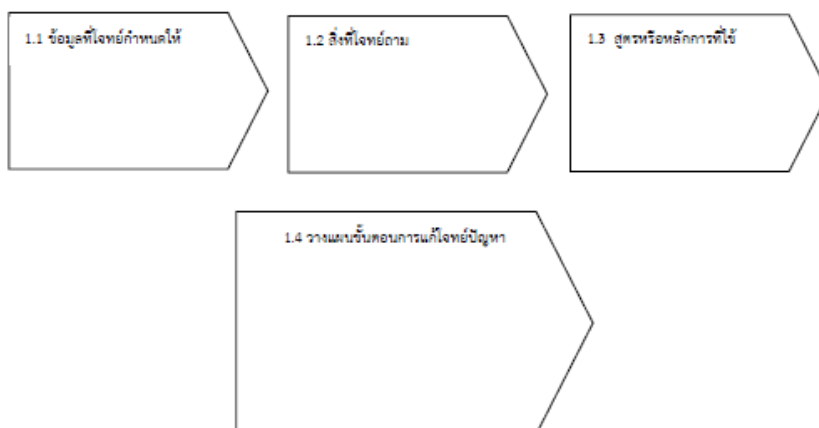 1.1 ข้อมูลที่โจทย์กำหนดให้
1.2 สิ่งที่โจทย์ถาม
1.3 สูตรหรือหลักการที่ใช้
1.4 วางแผนขั้นตอนการแก้โจทย์ปัญหา